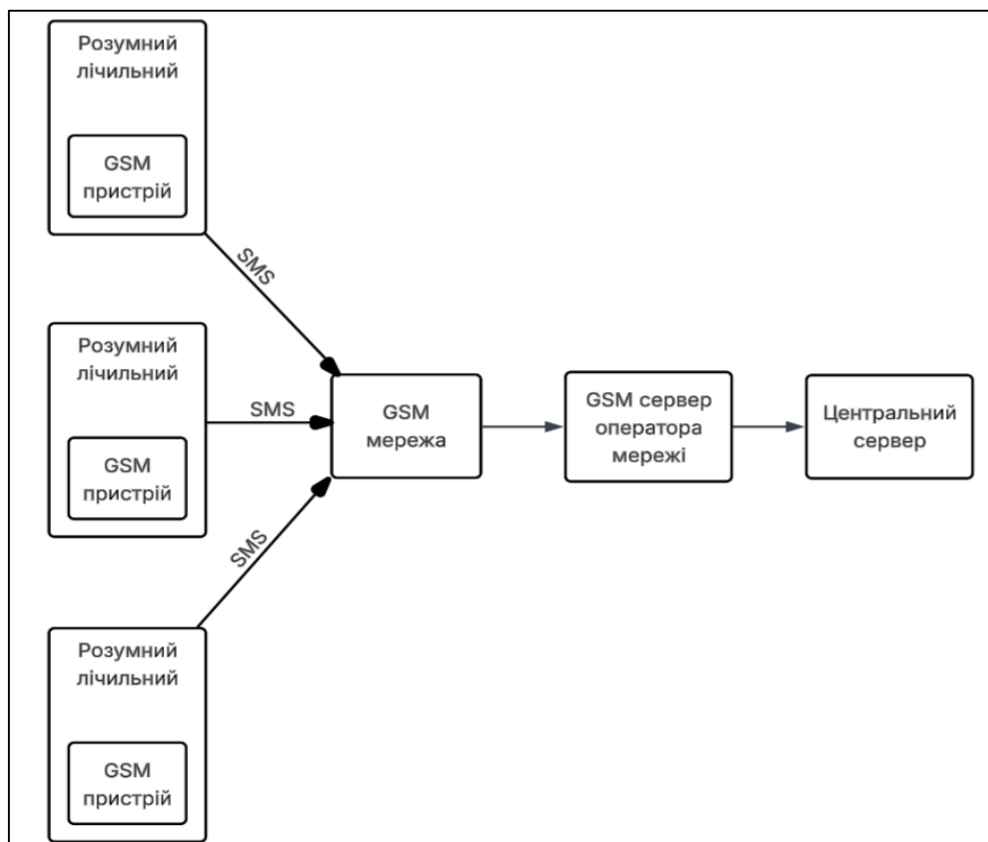 Розумний
лічильний
GSM
пристрій
SMS
Розумний
лічильний
GSM
пристрій
SMS
GSM
мережа
GSM сервер
оператора
мережі
Центральний
сервер
SMS
Розумний
лічильний
GSM
пристрій